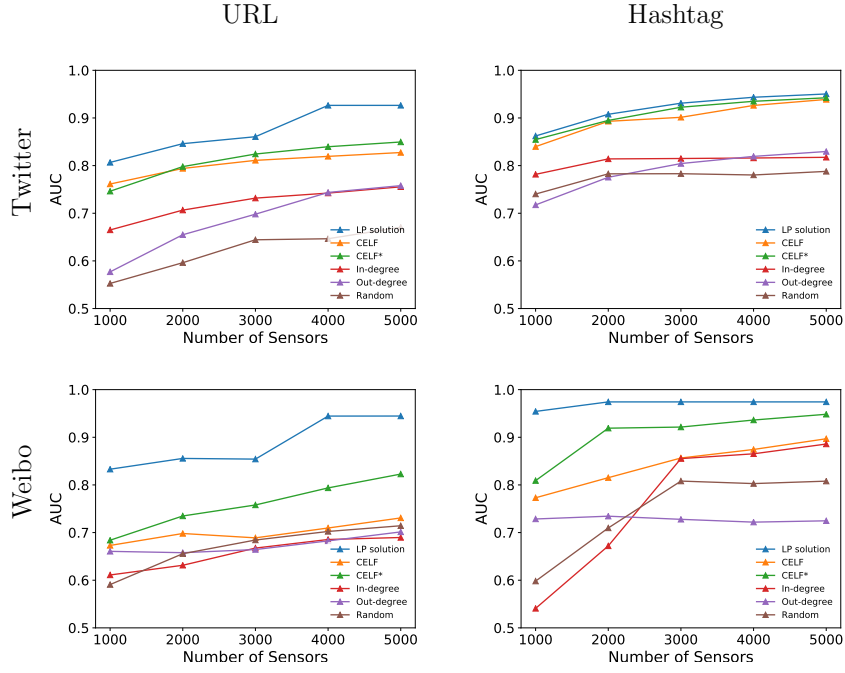 URL
Hashtag
Twitter
1.0
0.9
0.8
0.7
0.6
0.5
AUC
1000 2000 3000 4000 5000
Number of Sensors
LP solution
CELF
CELF*
In-degree
Out-degree
Random
1.0
0.9
0.8
0.7
0.6
0.5
AUC
1000 2000 3000 4000 5000
Number of Sensors
LP solution
CELF
CELF*
In-degree
Out-degree
Random
Weibo
1.0
0.9
0.8
0.7
0.6
0.5
AUC
1000 2000 3000 4000 5000
Number of Sensors
LP solution
CELF
CELF*
In-degree
Out-degree
Random
1.0
0.9
0.8
0.7
0.6
0.5
AUC
1000 2000 3000 4000 5000
Number of Sensors
LP solution
CELF
CELF*
In-degree
Out-degree
Random